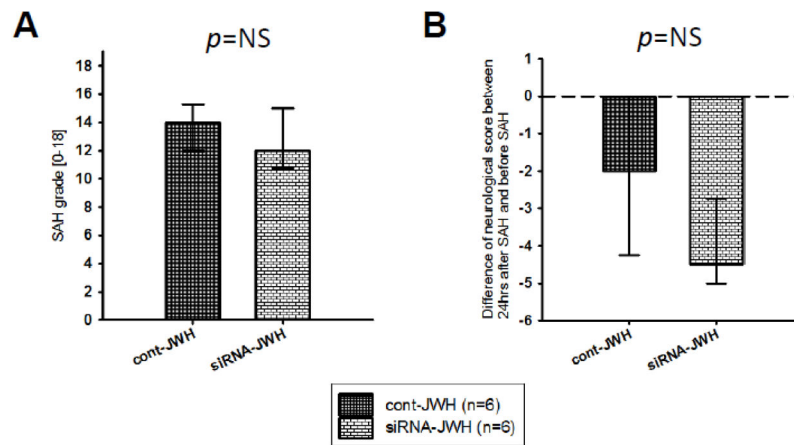 A
p=NS
SAH grade [0-18]
18
16
14
12
10
8
6
4
2
0
cont-JWH
siRNA-JWH
B
p=NS
Difference of neurological score between
24hrs after SAH and before SAH
1
0
-1
-2
-3
-4
-5
-6
cont-JWH
siRNA-JWH
cont-JWH (n=6)
siRNA-JWH (n=6)